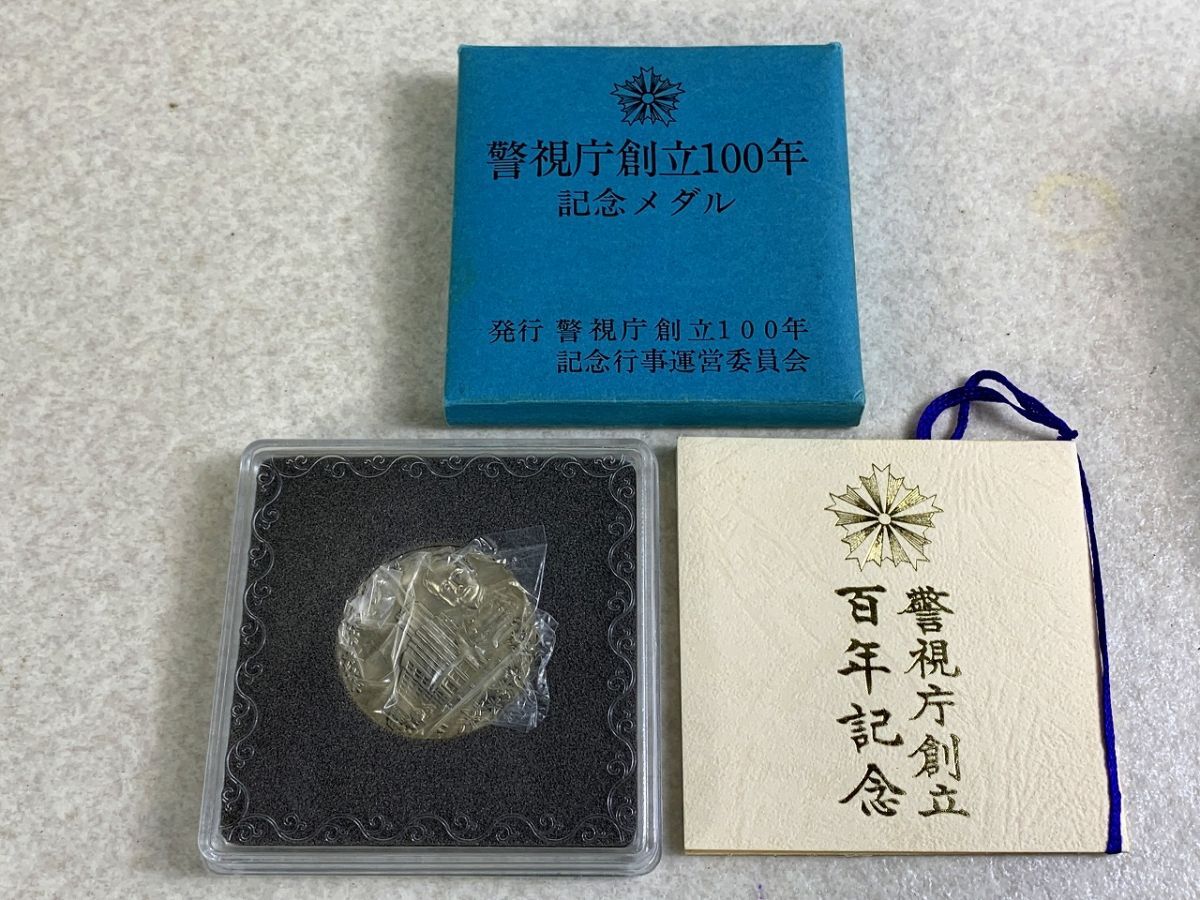 警視庁創立100年
記念メダル
発行 警視庁創立１００年
記念行事運営委員会
警視庁創立
百年記念